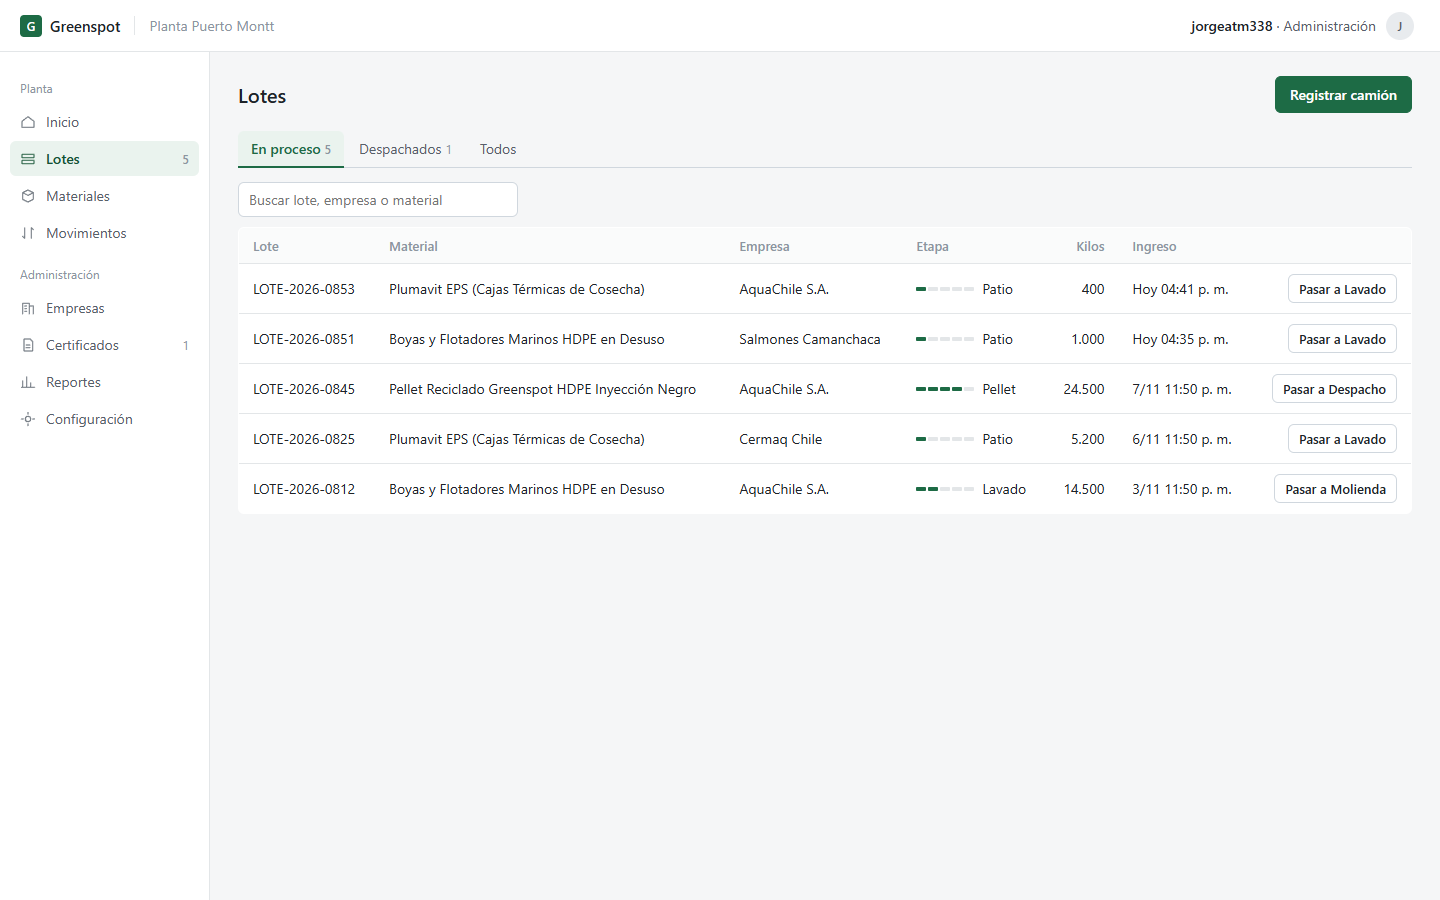 G Greenspot Planta Puerto Montt jorgeatm338 · Administración J
Planta
Inicio
Lotes 5
Materiales
Movimientos
Administración
Empresas
Certificados 1
Reportes
Configuración
Lotes Registrar camión
En proceso 5 Despachados 1 Todos
Buscar lote, empresa o material
Lote Material Empresa Etapa Kilos Ingreso
LOTE-2026-0853 Plumavit EPS (Cajas Térmicas de Cosecha) AquaChile S.A. Patio 400 Hoy 04:41 p. m. Pasar a Lavado
LOTE-2026-0851 Boyas y Flotadores Marinos HDPE en Desuso Salmones Camanchaca Patio 1.000 Hoy 04:35 p. m. Pasar a Lavado
LOTE-2026-0845 Pellet Reciclado Greenspot HDPE Inyección Negro AquaChile S.A. Pellet 24.500 7/11 11:50 p. m. Pasar a Despacho
LOTE-2026-0825 Plumavit EPS (Cajas Térmicas de Cosecha) Cermaq Chile Patio 5.200 6/11 11:50 p. m. Pasar a Lavado
LOTE-2026-0812 Boyas y Flotadores Marinos HDPE en Desuso AquaChile S.A. Lavado 14.500 3/11 11:50 p. m. Pasar a Molienda